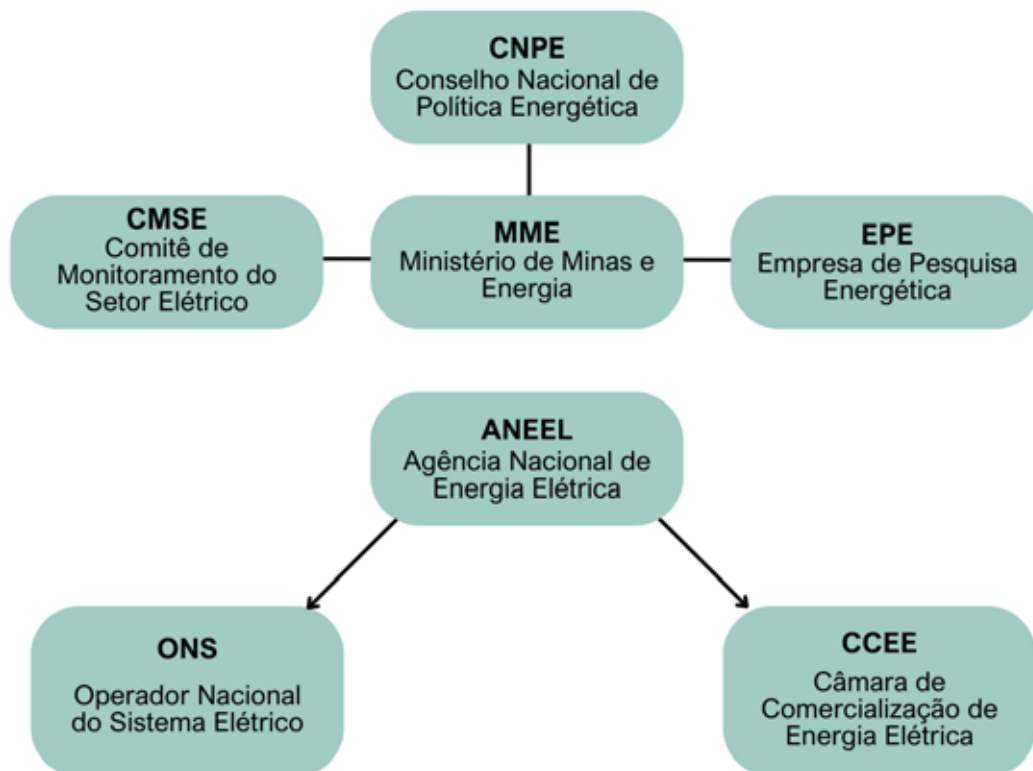 CNPE
Conselho Nacional de
Política Energética
CMSE
Comitê de
Monitoramento do
Setor Elétrico
MME
Ministério de Minas e
Energia
EPE
Empresa de Pesquisa
Energética
ANEEL
Agência Nacional de
Energia Elétrica
ONS
Operador Nacional
do Sistema Elétrico
CCEE
Câmara de
Comercialização de
Energia Elétrica